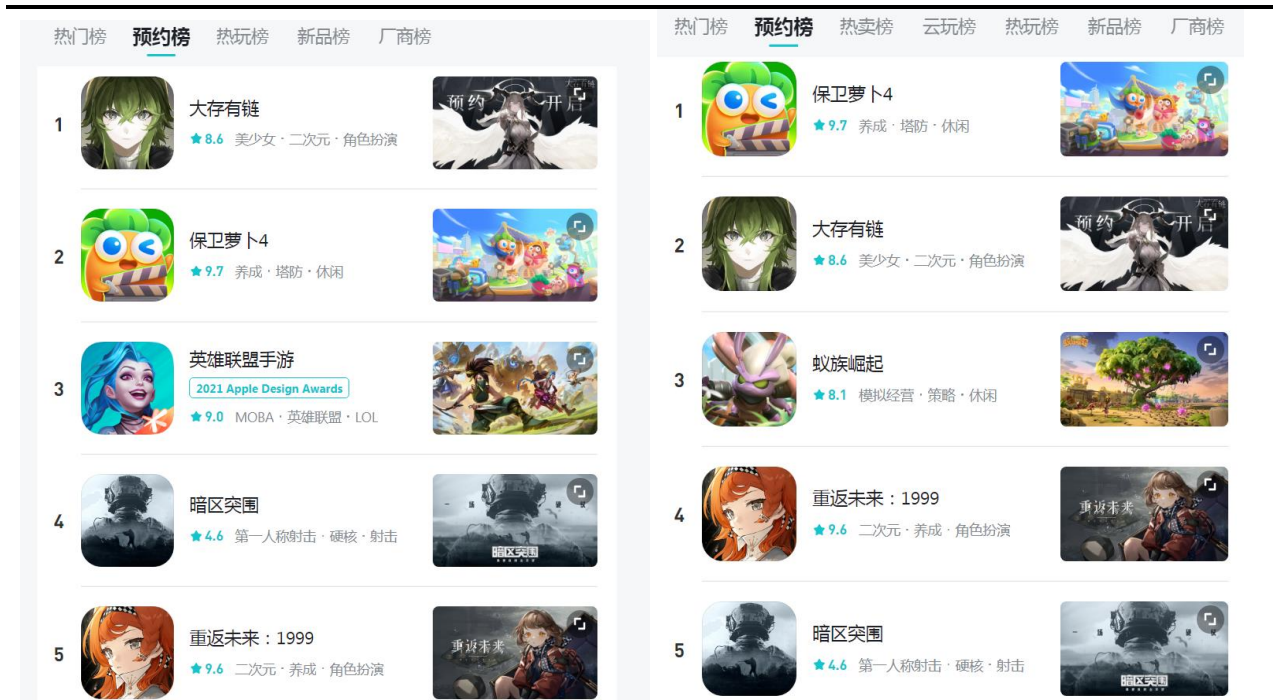 热门榜 预约榜 热玩榜 新品榜 厂商榜
1
大存有链
8.6 美少女 · 二次元 · 角色扮演
预约 开启
2
保卫萝卜4
9.7 养成 · 塔防 · 休闲
3
英雄联盟手游
2021 Apple Design Awards
9.0 MOBA · 英雄联盟 · LOL
4
暗区突围
4.6 第一人称射击 · 硬核 · 射击
暗区突围
5
重返未来：1999
9.6 二次元 · 养成 · 角色扮演
重返未来
热门榜 预约榜 热卖榜 云玩榜 热玩榜 新品榜 厂商榜
1
保卫萝卜4
9.7 养成 · 塔防 · 休闲
2
大存有链
8.6 美少女 · 二次元 · 角色扮演
预约 开启
3
蚁族崛起
8.1 模拟经营 · 策略 · 休闲
4
重返未来：1999
9.6 二次元 · 养成 · 角色扮演
重返未来
5
暗区突围
4.6 第一人称射击 · 硬核 · 射击
暗区突围